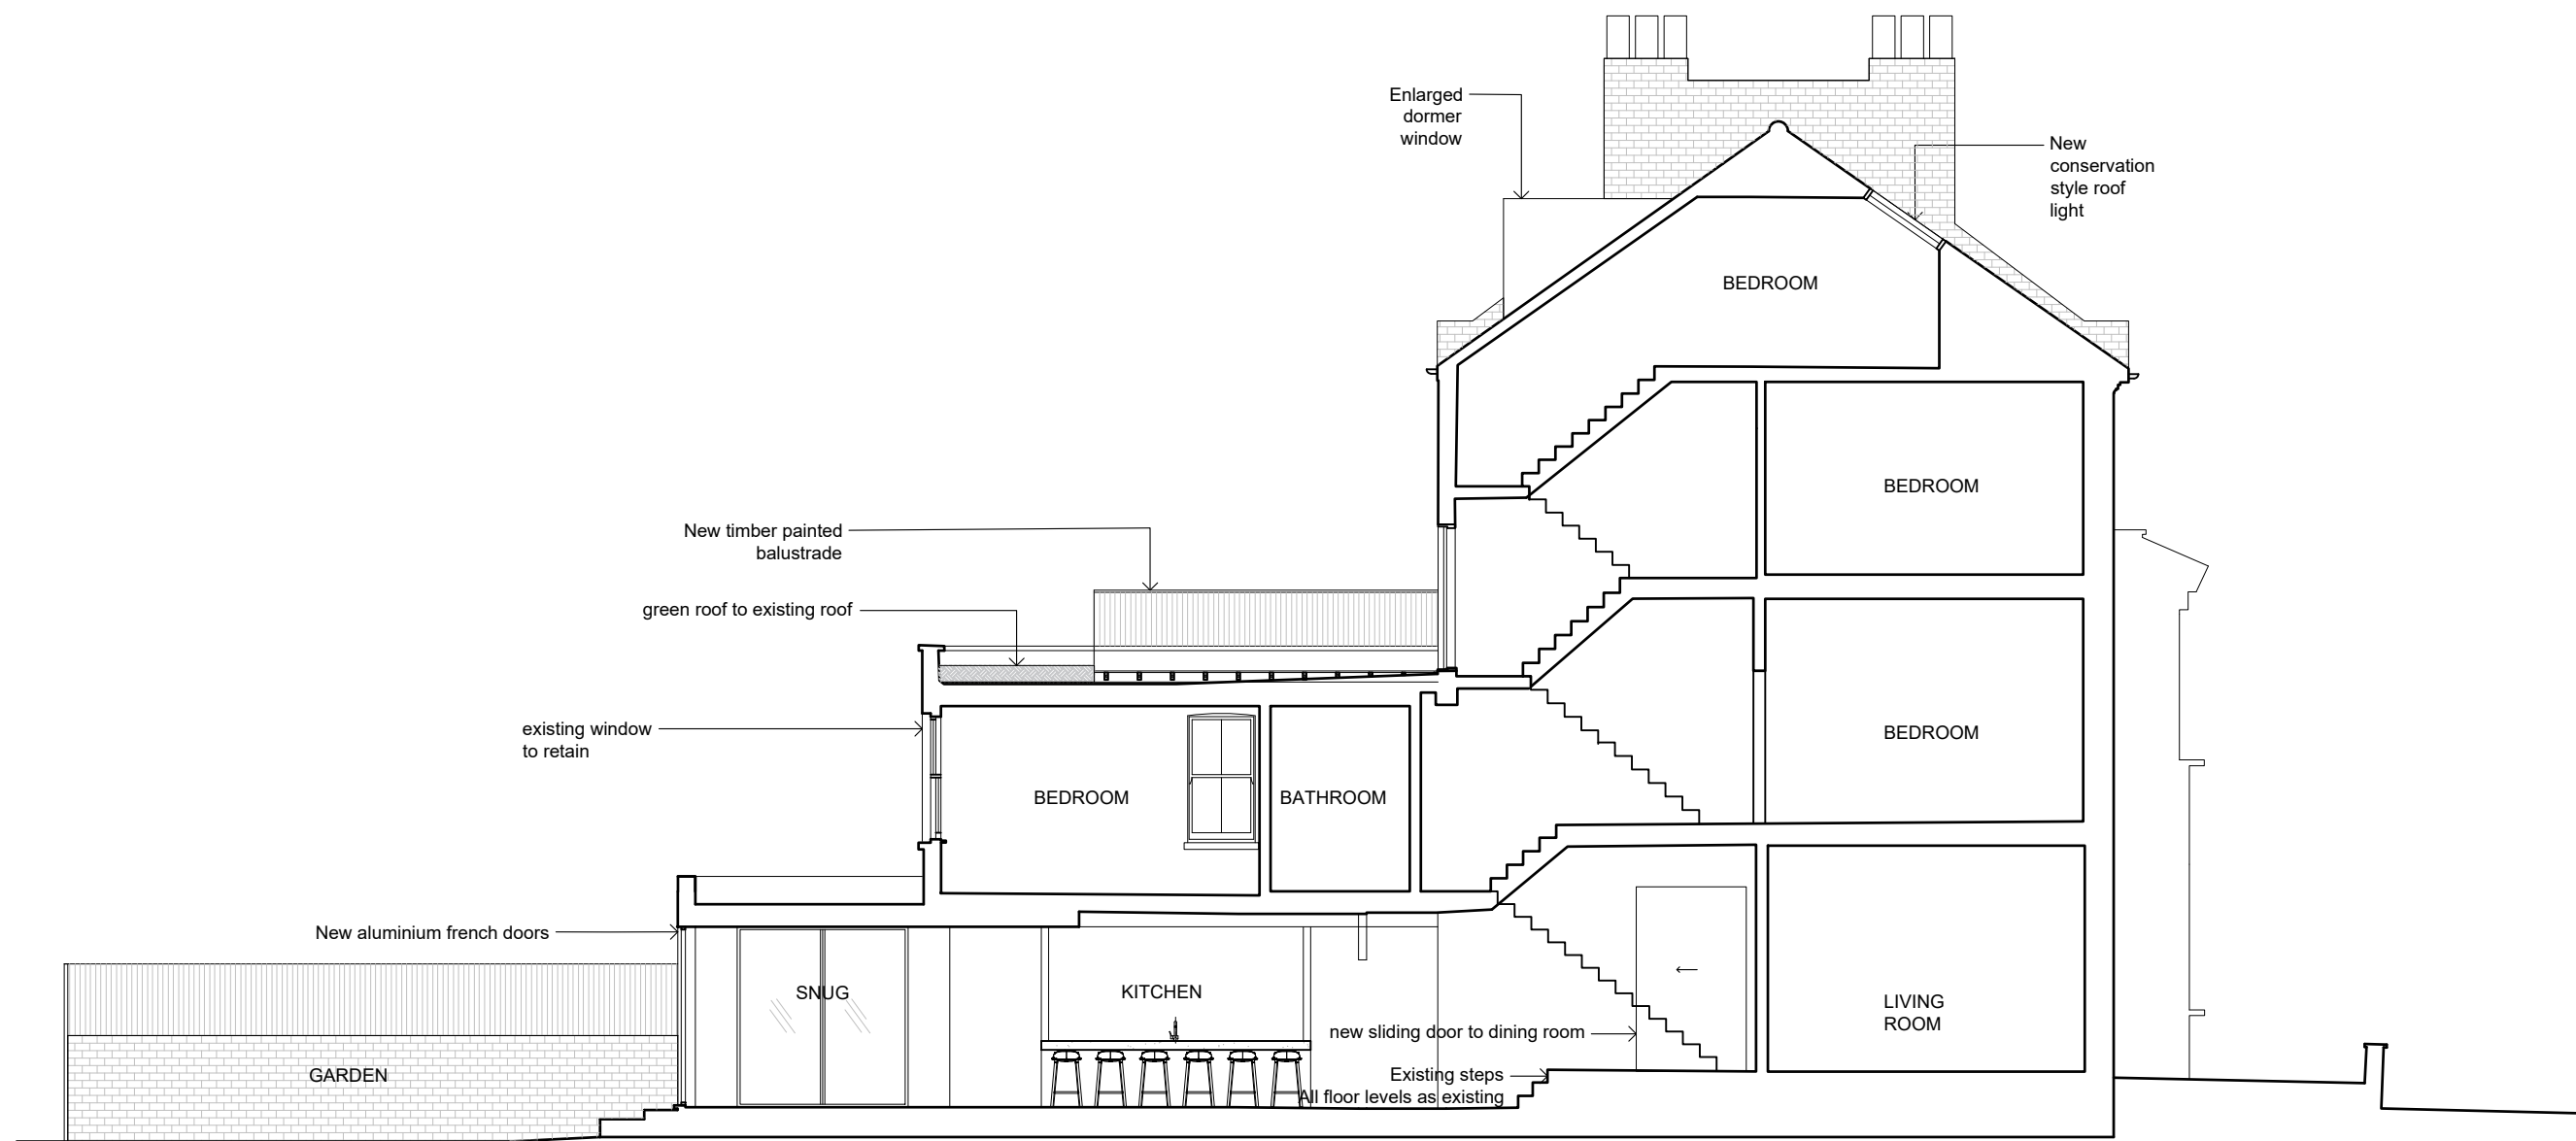 Enlarged
dormer
window
New
conservation
style roof
light
BEDROOM
BEDROOM
New timber painted
balustrade
green roof to existing roof
existing window
to retain
BEDROOM
BEDROOM
BATHROOM
New aluminium french doors
SNUG
KITCHEN
LIVING
ROOM
new sliding door to dining room
GARDEN
Existing steps
All floor levels as existing